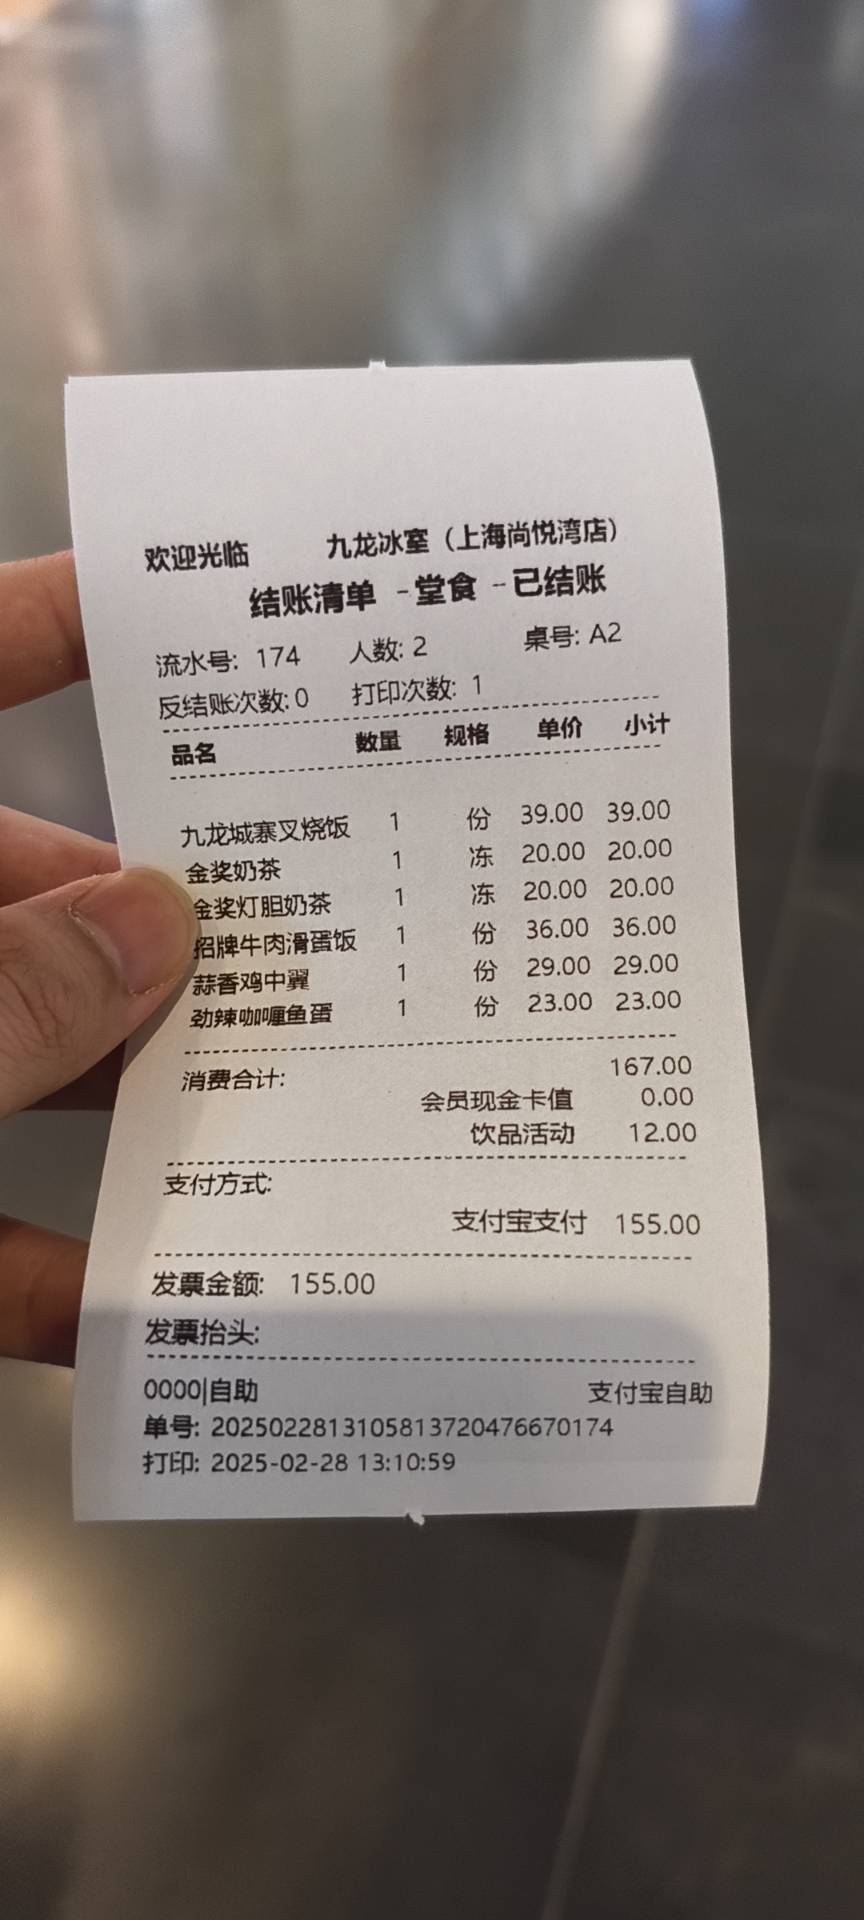 欢迎光临 九龙冰室（上海尚悦湾店）
结账清单 -堂食 -已结账
流水号: 174 人数: 2 桌号: A2
反结账次数: 0 打印次数: 1
品名 数量 规格 单价 小计
九龙城寨叉烧饭 1 份 39.00 39.00
金奖奶茶 1 冻 20.00 20.00
金奖灯胆奶茶 1 冻 20.00 20.00
招牌牛肉滑蛋饭 1 份 36.00 36.00
蒜香鸡中翼 1 份 29.00 29.00
劲辣咖喱鱼蛋 1 份 23.00 23.00
消费合计: 167.00
会员现金卡值 0.00
饮品活动 12.00
支付方式:
支付宝支付 155.00
发票金额: 155.00
发票抬头:
0000|自助 支付宝自助
单号: 2025022813105813720476670174
打印: 2025-02-28 13:10:59